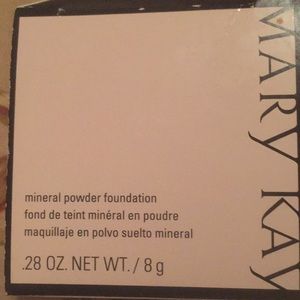 MARY KAY
mineral powder foundation
fond de teint minéral en poudre
maquillaje en polvo suelto mineral
.28 OZ. NET WT. / 8 g